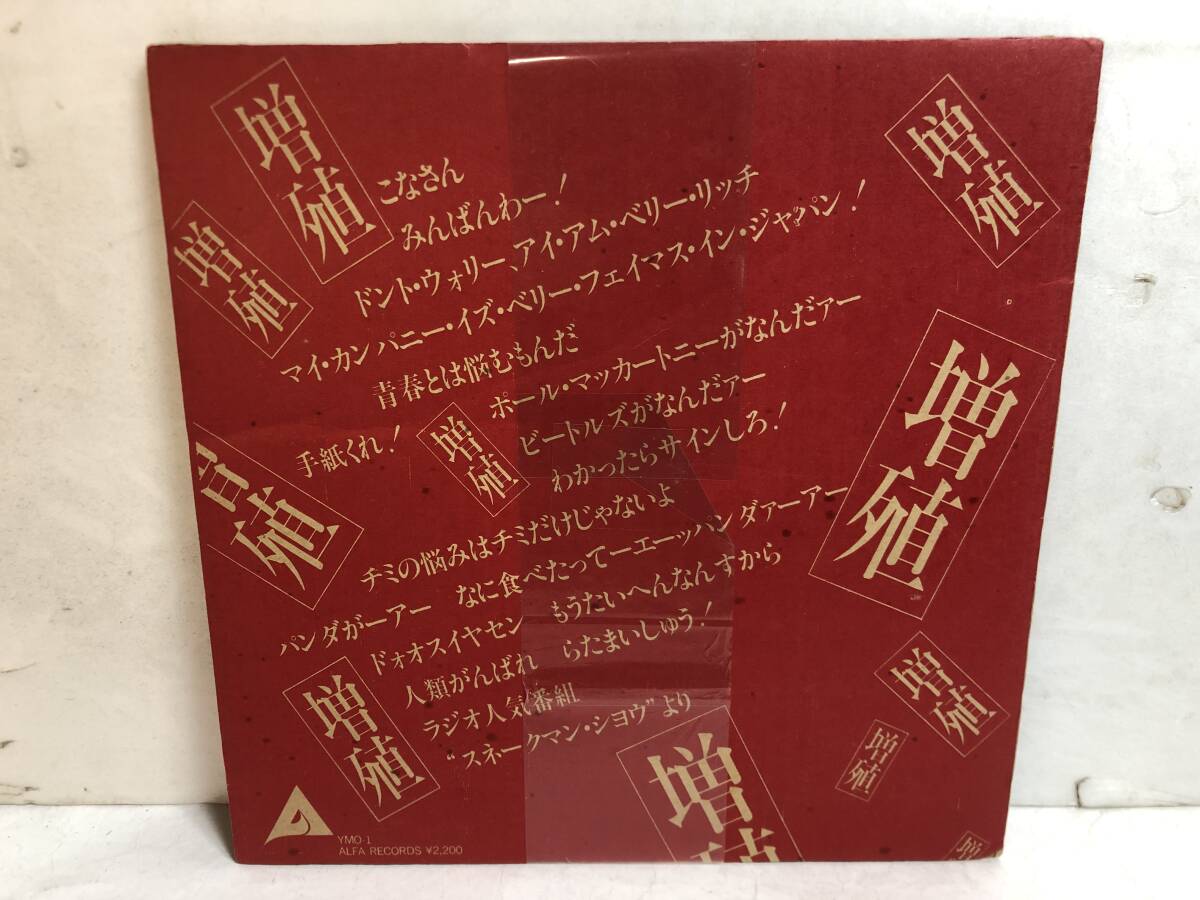 増殖
増殖
増殖
こなさん
みんばんわー！
ドント・ウォリー、アイ・アム・ベリー・リッチ
マイ・カンパニー・イズ・ベリー・フェイマス・イン・ジャパン！
青春とは悩むもんだ
ポール・マッカートニーがなんだァー
手紙くれ！
増殖
ビートルズがなんだァー
わかったらサインしろ！
増殖
増殖
チミの悩みはチミだけじゃないよ
パンダがーアー なに食べたってーエーッパンダァーアー
ドォオスイヤセン もうたいへんなんすから
人類がんばれ らたまいしゅう！
ラジオ人気番組
“スネークマン・ショウ”より
増殖
増殖
増殖
増殖
増
YMO-1
ALFA RECORDS ¥2,200